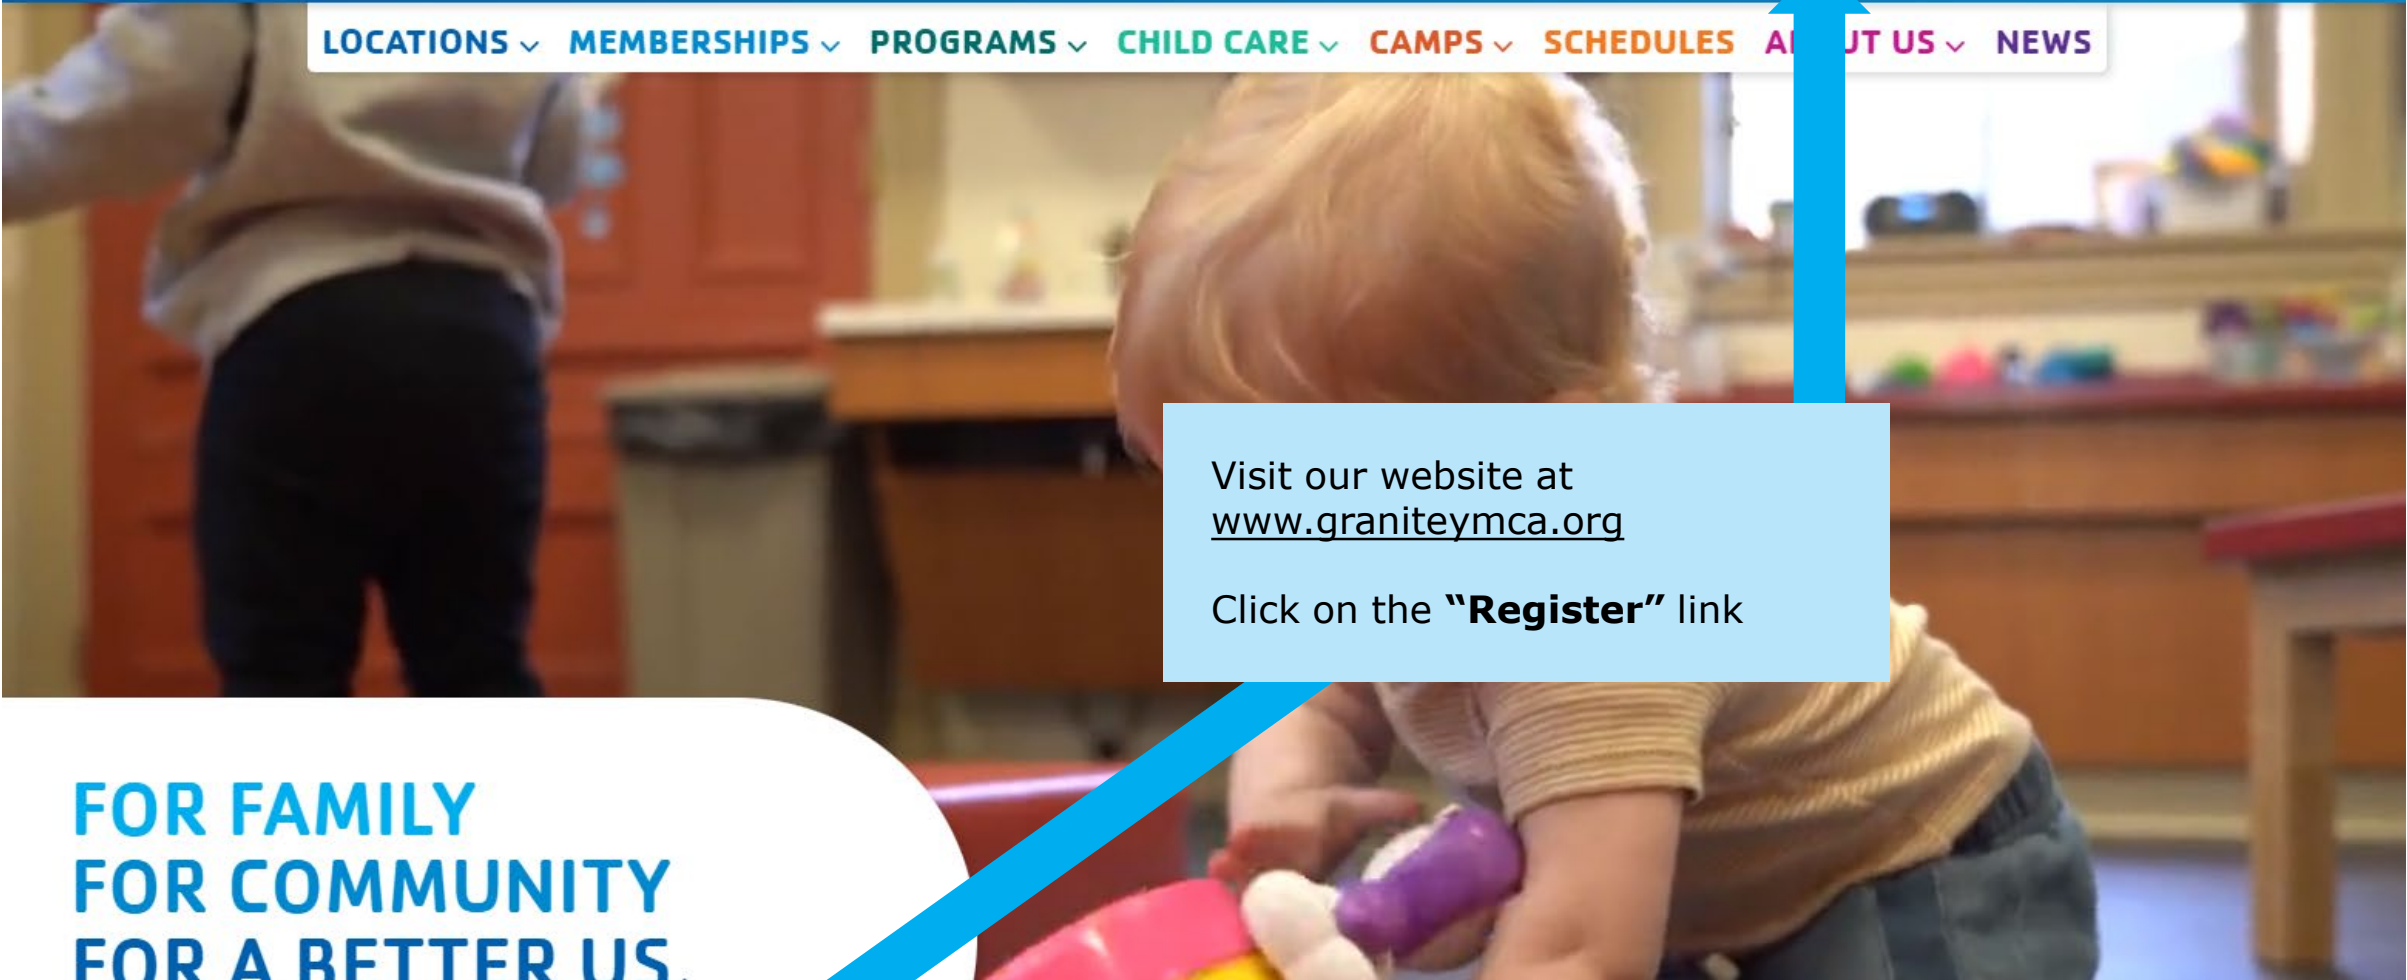 LOCATIONS MEMBERSHIPS PROGRAMS CHILD CARE CAMPS SCHEDULES US NEWS
Visit our website at
www.graniteymca.org
Click on the “Register” link
FOR FAMILY
FOR COMMUNITY
FOR A BETTER US.